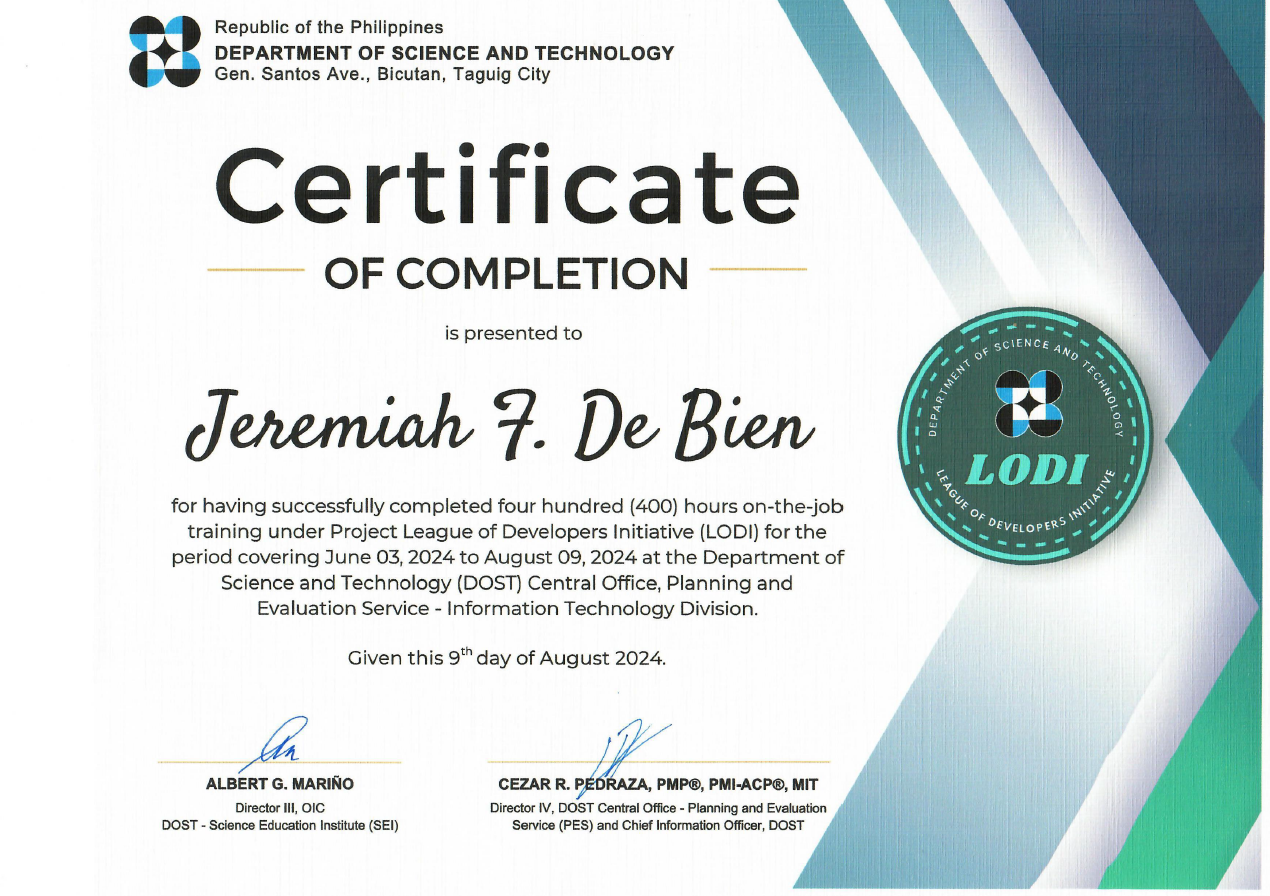 Republic of the Philippines
DEPARTMENT OF SCIENCE AND TECHNOLOGY
Gen. Santos Ave., Bicutan, Taguig City
Certificate
OF COMPLETION
is presented to
Jeremiah F. De Bien
for having successfully completed four hundred (400) hours on-the-job
training under Project League of Developers Initiative (LODI) for the
period covering June 03, 2024 to August 09, 2024 at the Department of
Science and Technology (DOST) Central Office, Planning and
Evaluation Service - Information Technology Division.
Given this 9th day of August 2024.
DEPARTMENT OF SCIENCE AND TECHNOLOGY
LODI
LEAGUE OF DEVELOPERS INITIATIVE
ALBERT G. MARIÑO
Director III, OIC
DOST - Science Education Institute (SEI)
CEZAR R. PEDRAZA, PMP®, PMI-ACP®, MIT
Director IV, DOST Central Office - Planning and Evaluation
Service (PES) and Chief Information Officer, DOST